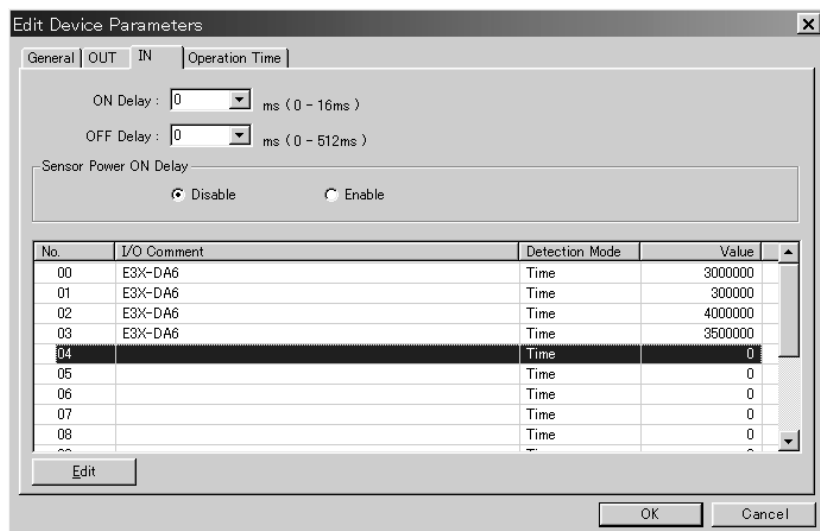 Edit Device Parameters
General OUT IN Operation Time
ON Delay : 0 ms ( 0 - 16ms )
OFF Delay : 0 ms ( 0 - 512ms )
Sensor Power ON Delay
Disable Enable
No. I/O Comment Detection Mode Value
00 E3X-DA6 Time 3000000
01 E3X-DA6 Time 300000
02 E3X-DA6 Time 4000000
03 E3X-DA6 Time 3500000
04 Time 0
05 Time 0
06 Time 0
07 Time 0
08 Time 0
Edit
OK Cancel